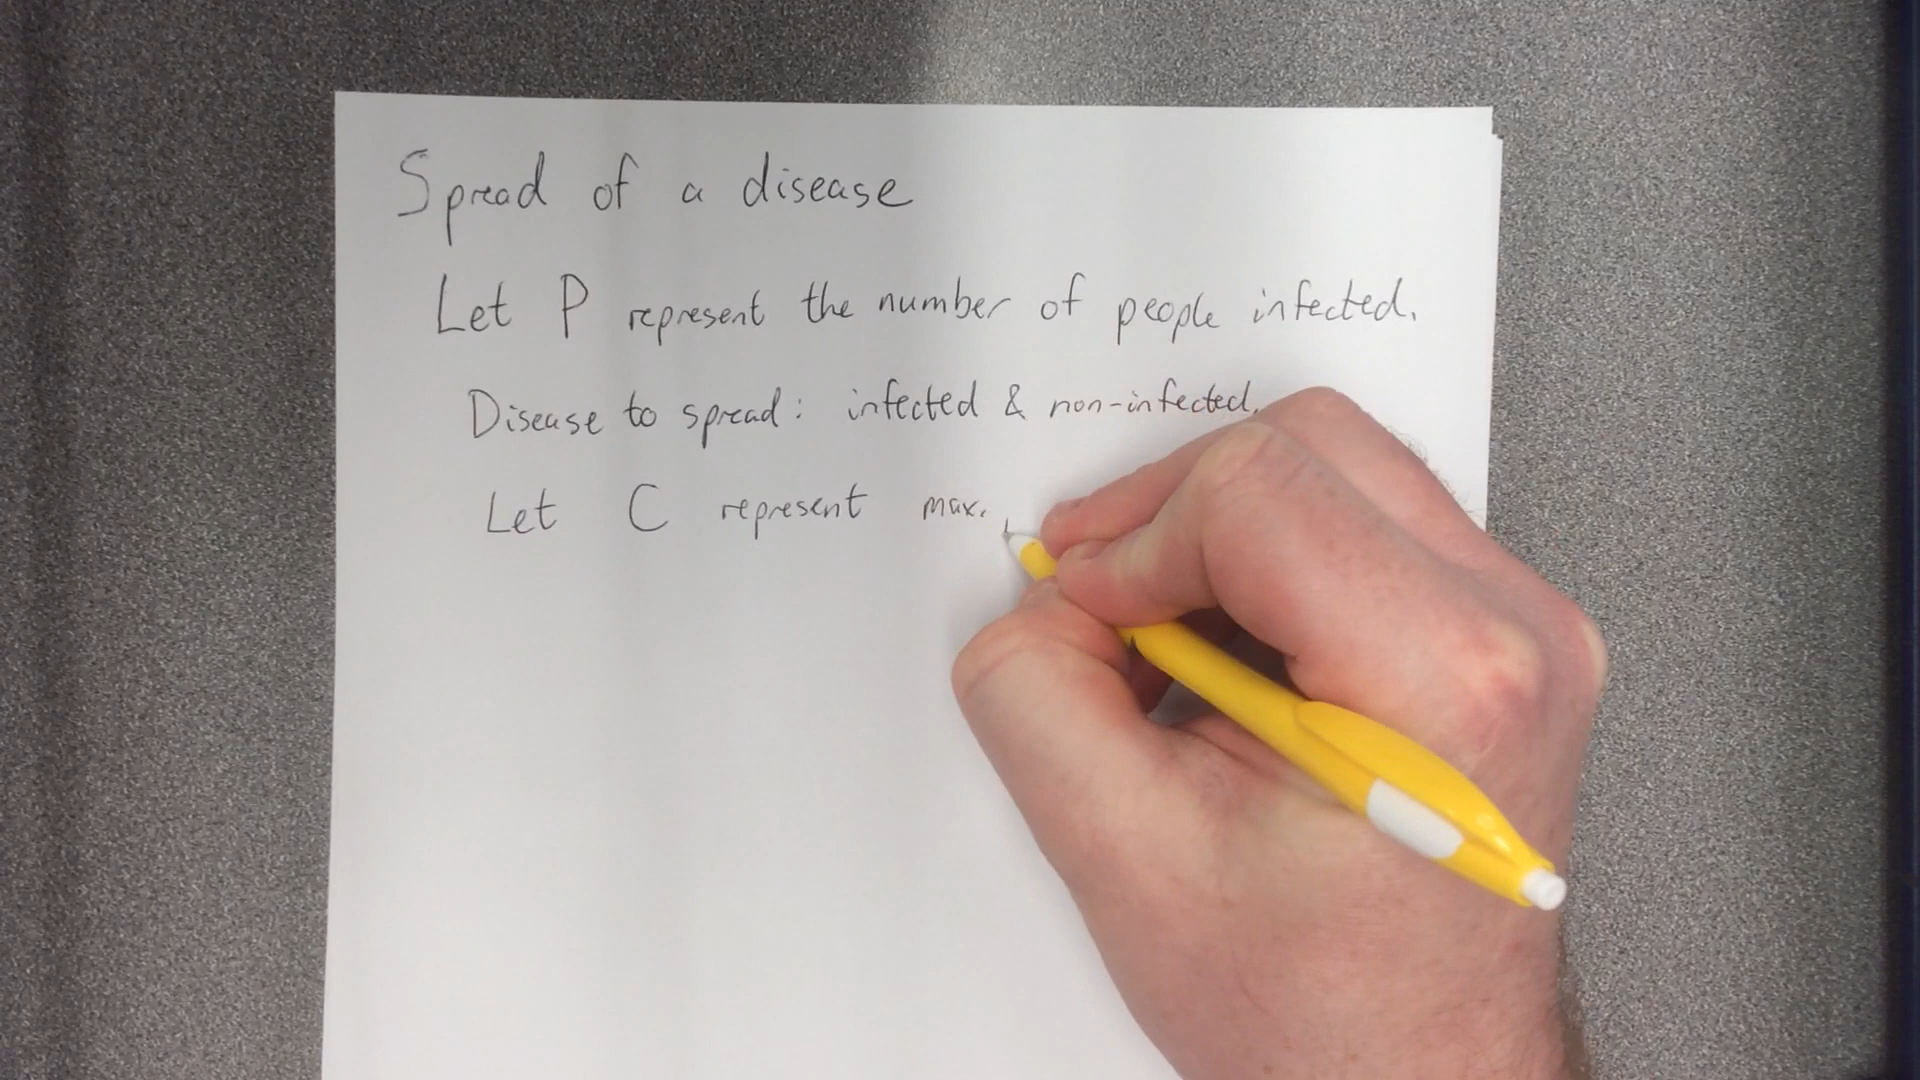 Spread of a disease
Let P represent the number of people infected.
Disease to spread: infected & non-infected.
Let C represent max.